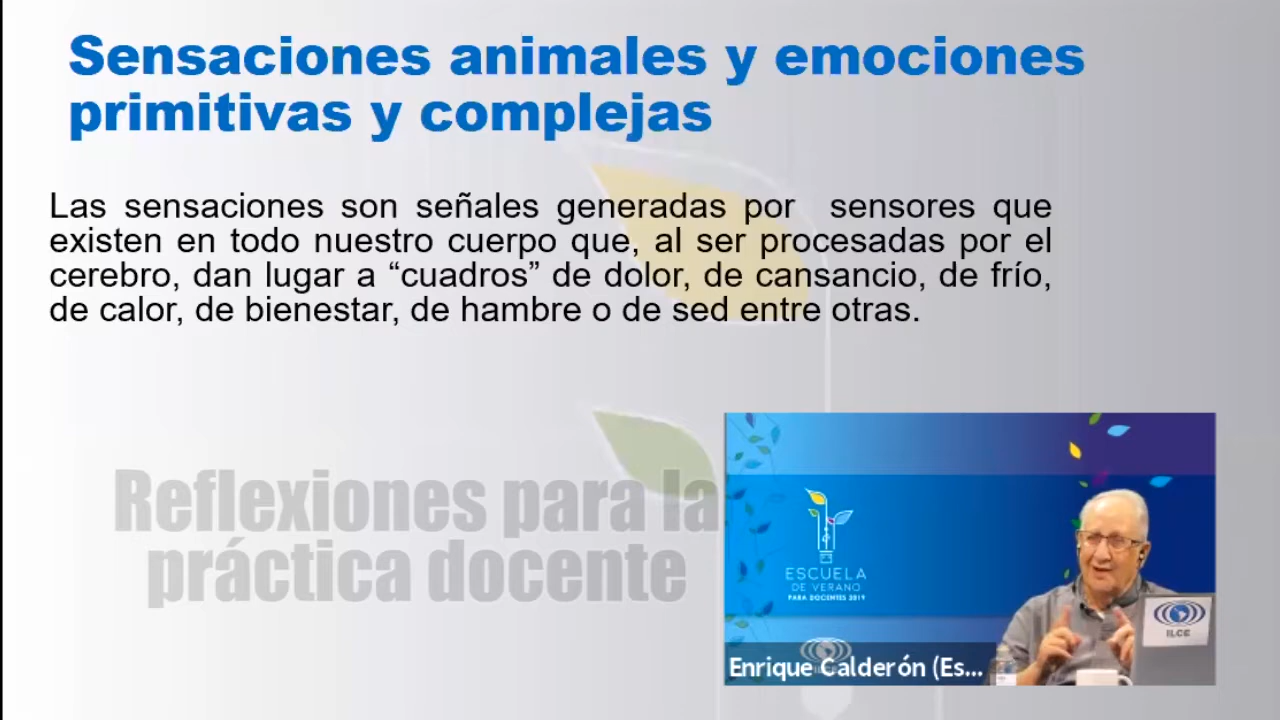 Sensaciones animales y emociones
primitivas y complejas
Las sensaciones son señales generadas por sensores que
existen en todo nuestro cuerpo que, al ser procesadas por el
cerebro, dan lugar a “cuadros” de dolor, de cansancio, de frío,
de calor, de bienestar, de hambre o de sed entre otras.
Reflexiones para la
práctica docente
ESCUELA
DE VERANO
PARA DOCENTES 2019
ILCE
Enrique Calderón (Es...